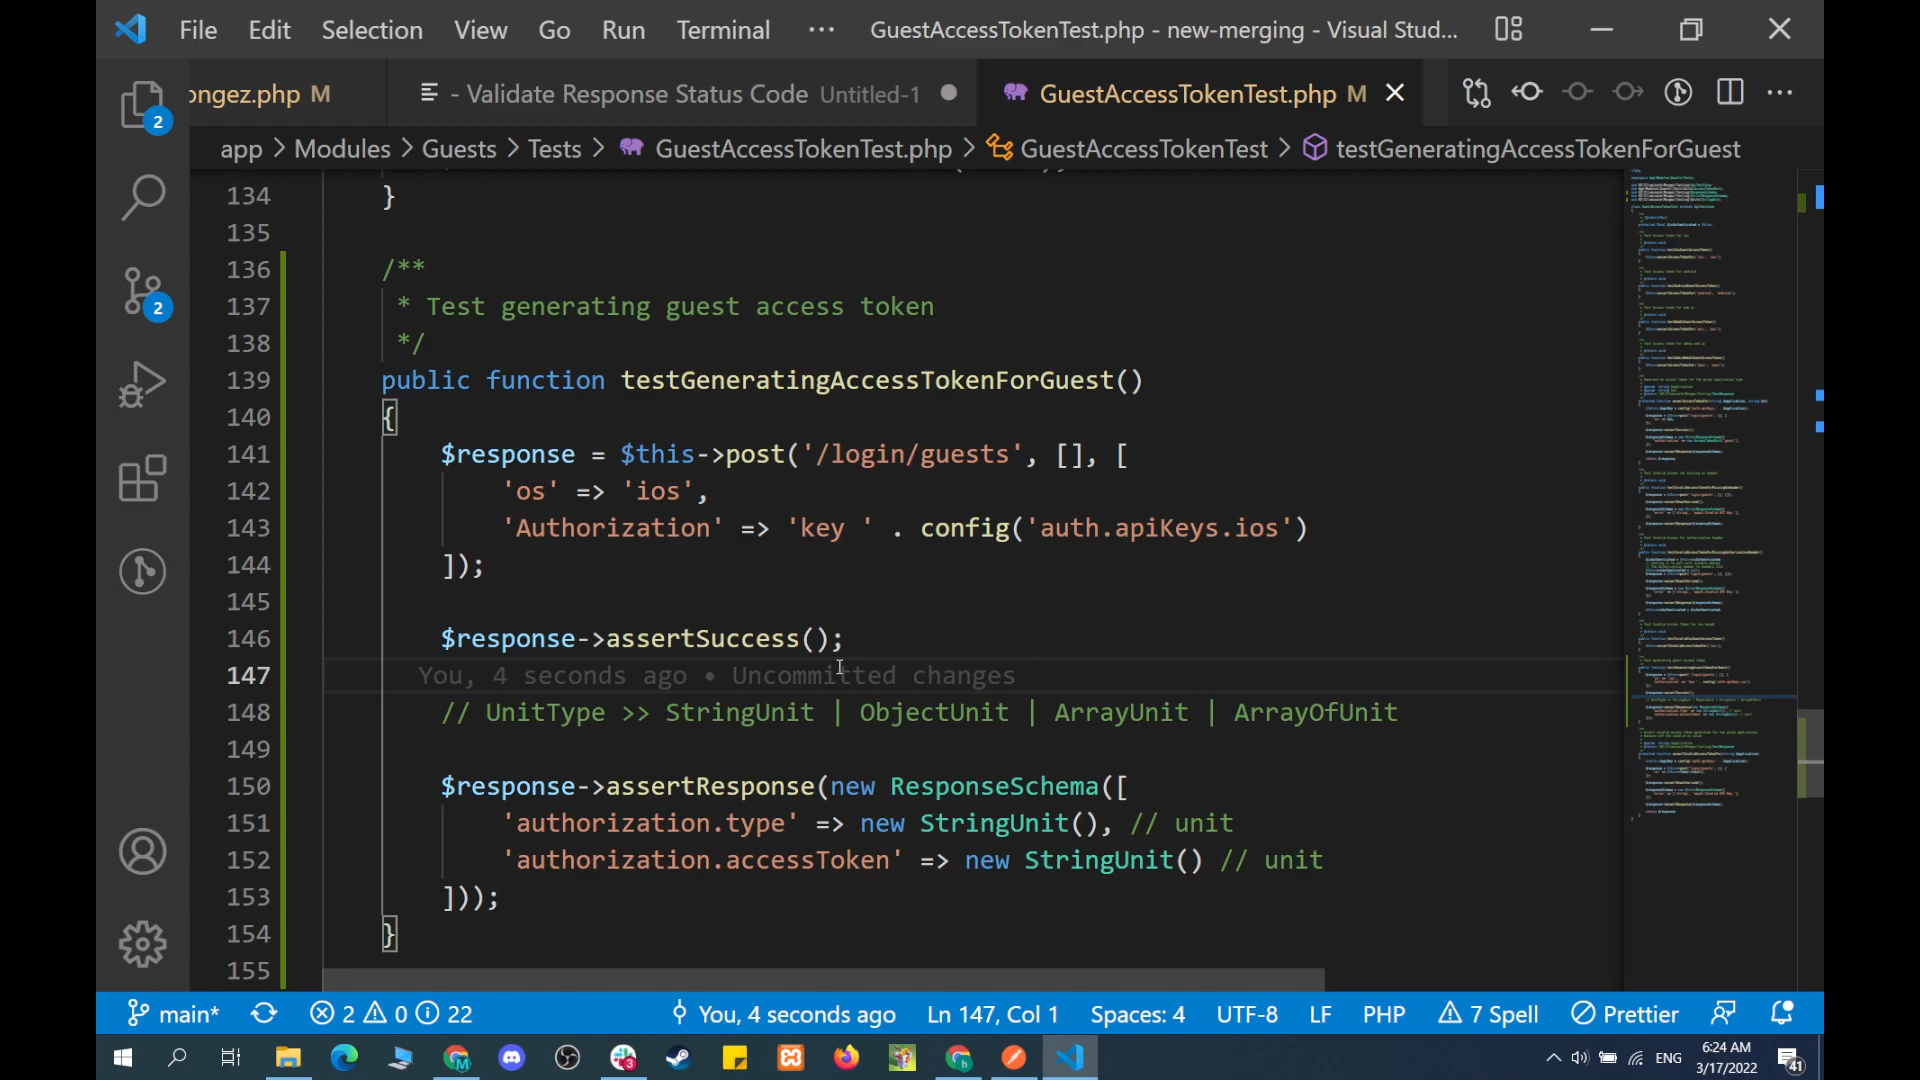 File Edit Selection View Go Run Terminal ··· GuestAccessTokenTest.php - new-merging - Visual Stud...
ongez.php M - Validate Response Status Code Untitled-1 GuestAccessTokenTest.php M
app > Modules > Guests > Tests > GuestAccessTokenTest.php > GuestAccessTokenTest > testGeneratingAccessTokenForGuest
2
2
134 }
135
136 /**
137 * Test generating guest access token
138 */
139 public function testGeneratingAccessTokenForGuest()
140 {
141 $response = $this->post('/login/guests', [], [
142 'os' => 'ios',
143 'Authorization' => 'key ' . config('auth.apiKeys.ios')
144 ]);
145
146 $response->assertSuccess();
147 You, 4 seconds ago • Uncommitted changes
148 // UnitType >> StringUnit | ObjectUnit | ArrayUnit | ArrayOfUnit
149
150 $response->assertResponse(new ResponseSchema([
151 'authorization.type' => new StringUnit(), // unit
152 'authorization.accessToken' => new StringUnit() // unit
153 ]));
154 }
155
main* 2 0 22 You, 4 seconds ago Ln 147, Col 1 Spaces: 4 UTF-8 LF PHP 7 Spell Prettier
3 ENG 6:24 AM
3/17/2022 41